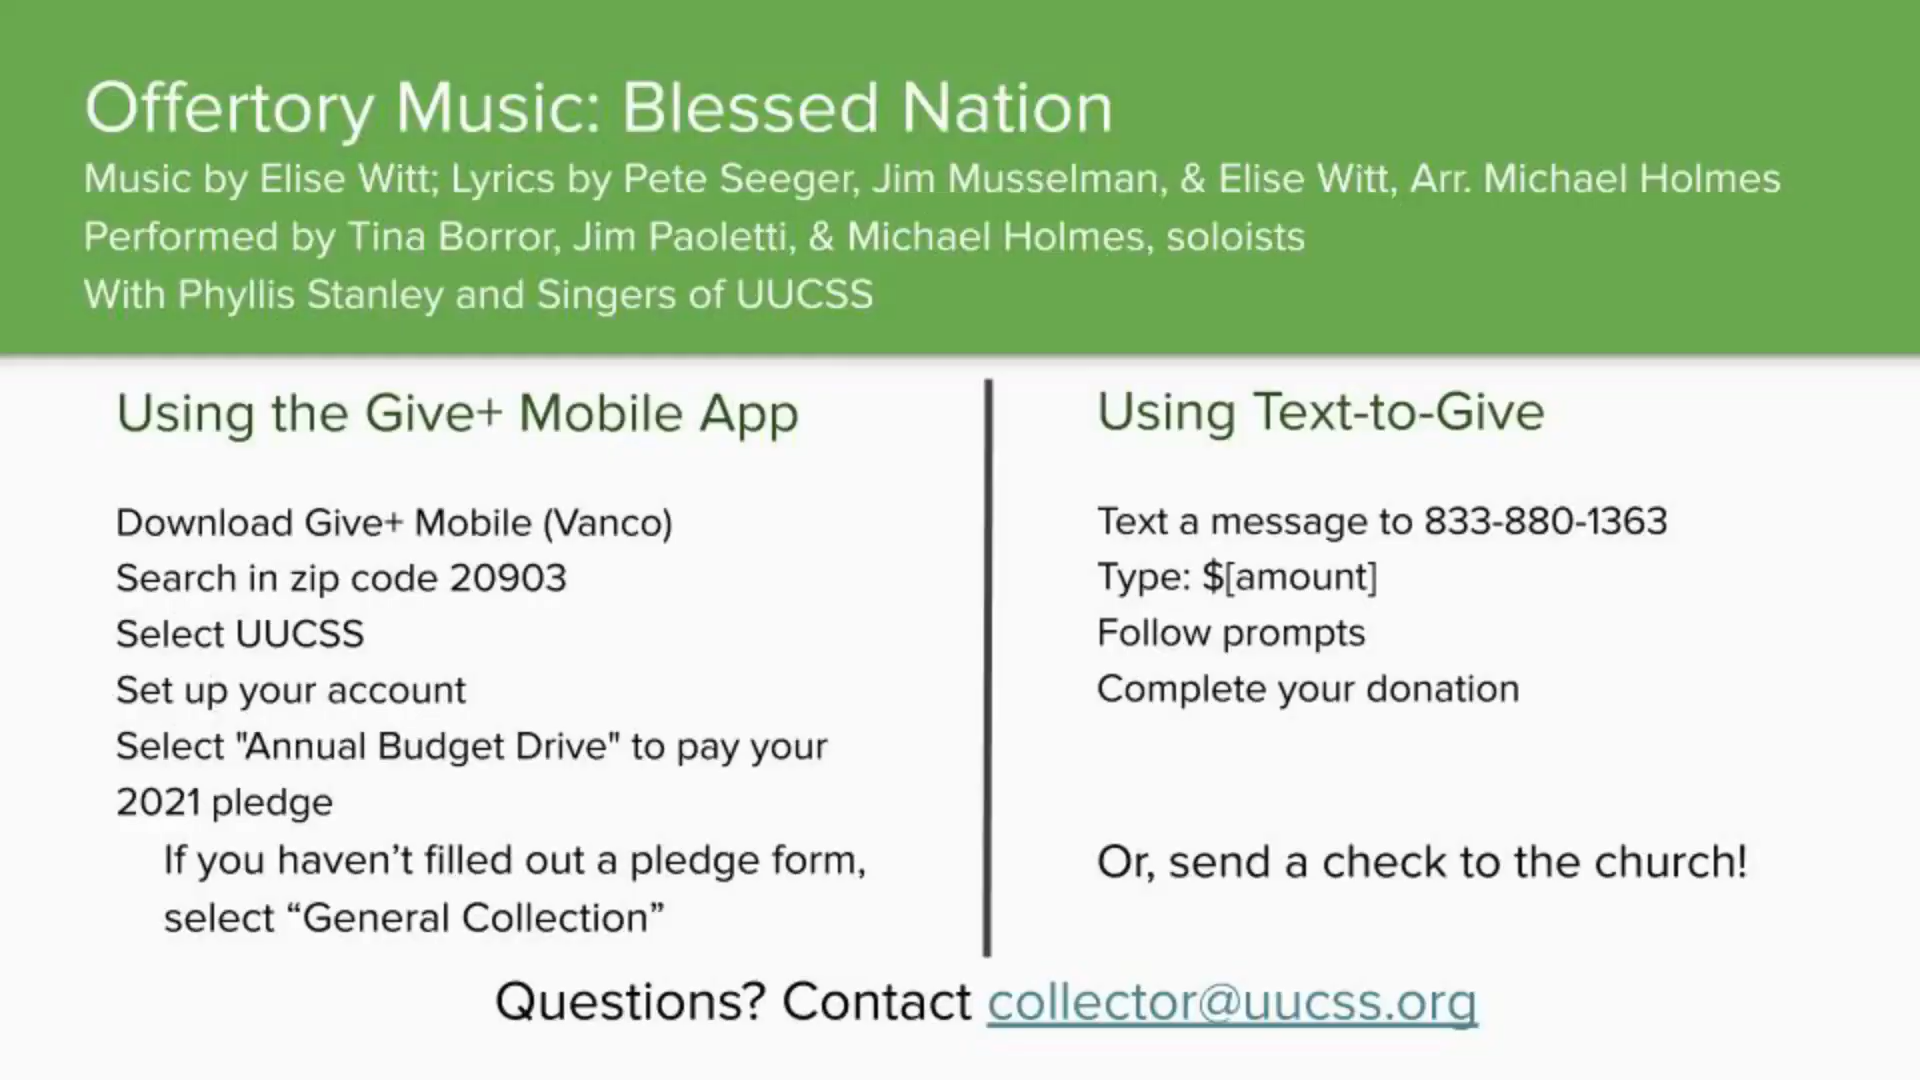 Offertory Music: Blessed Nation
Music by Elise Witt; Lyrics by Pete Seeger, Jim Musselman, & Elise Witt, Arr. Michael Holmes
Performed by Tina Borror, Jim Paoletti, & Michael Holmes, soloists
With Phyllis Stanley and Singers of UUCSS
Using the Give+ Mobile App
Download Give+ Mobile (Vanco)
Search in zip code 20903
Select UUCSS
Set up your account
Select "Annual Budget Drive" to pay your
2021 pledge
If you haven’t filled out a pledge form,
select “General Collection”
Using Text-to-Give
Text a message to 833-880-1363
Type: $[amount]
Follow prompts
Complete your donation
Or, send a check to the church!
Questions? Contact collector@uucss.org